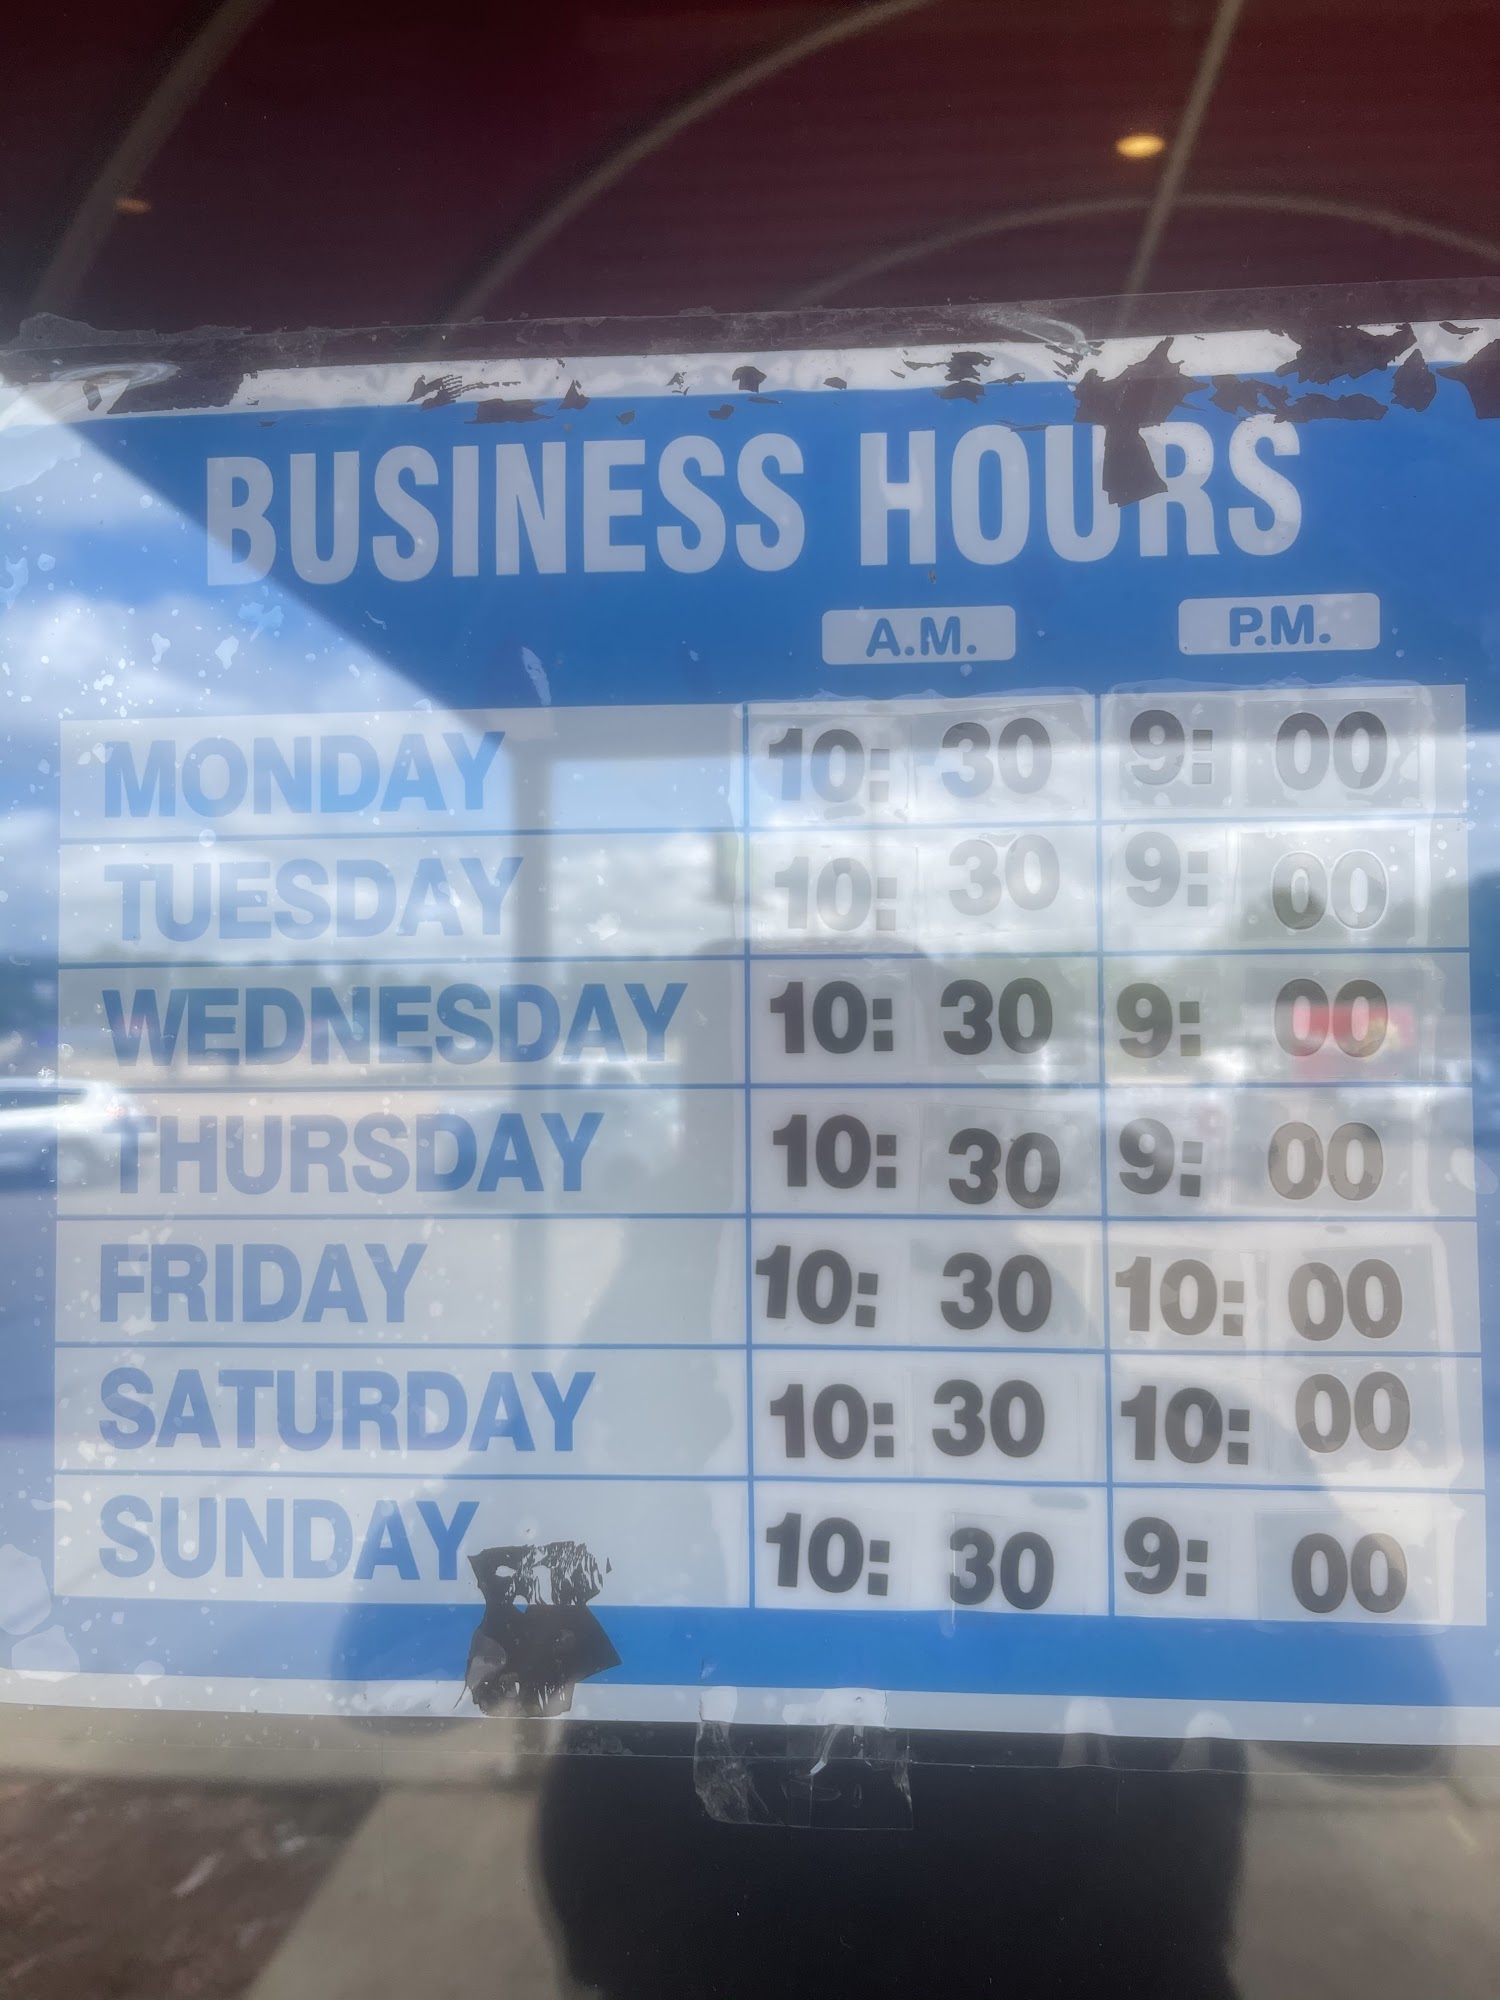 BUSINESS HOURS
A.M. P.M.
MONDAY 10: 30 9: 00
TUESDAY 10: 30 9: 00
WEDNESDAY 10: 30 9: 00
THURSDAY 10: 30 9: 00
FRIDAY 10: 30 10: 00
SATURDAY 10: 30 10: 00
SUNDAY 10: 30 9: 00